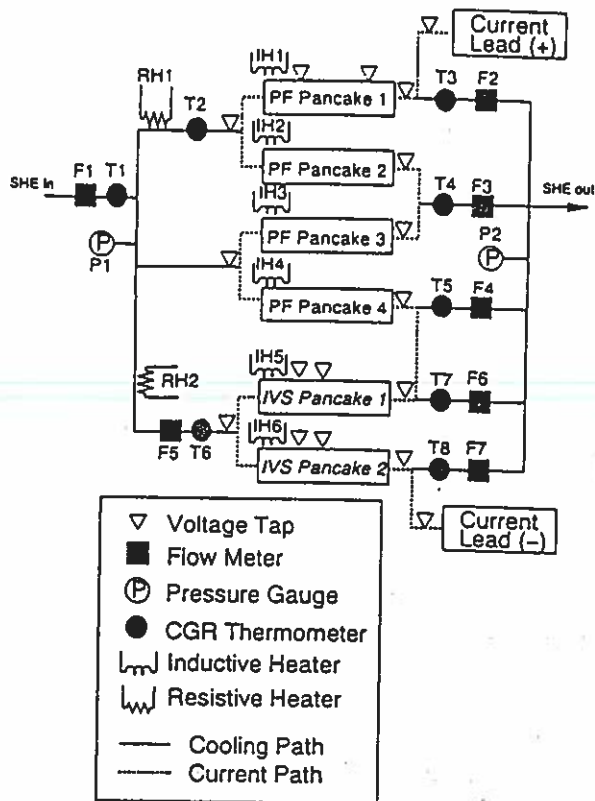 Current
Lead (+)
IH1
RH1
T2
T3 F2
PF Pancake 1
IH2
F1 T1
PF Pancake 2
SHE In
IH3
T4 F3
SHE out
P
P1
PF Pancake 3
P2
P
IH4
T5 F4
PF Pancake 4
IH5
RH2
IVS Pancake 1
T7 F6
IH6
F5 T6
IVS Pancake 2
T8 F7
Current
Lead (−)
Voltage Tap
Flow Meter
P Pressure Gauge
CGR Thermometer
Inductive Heater
Resistive Heater
Cooling Path
Current Path